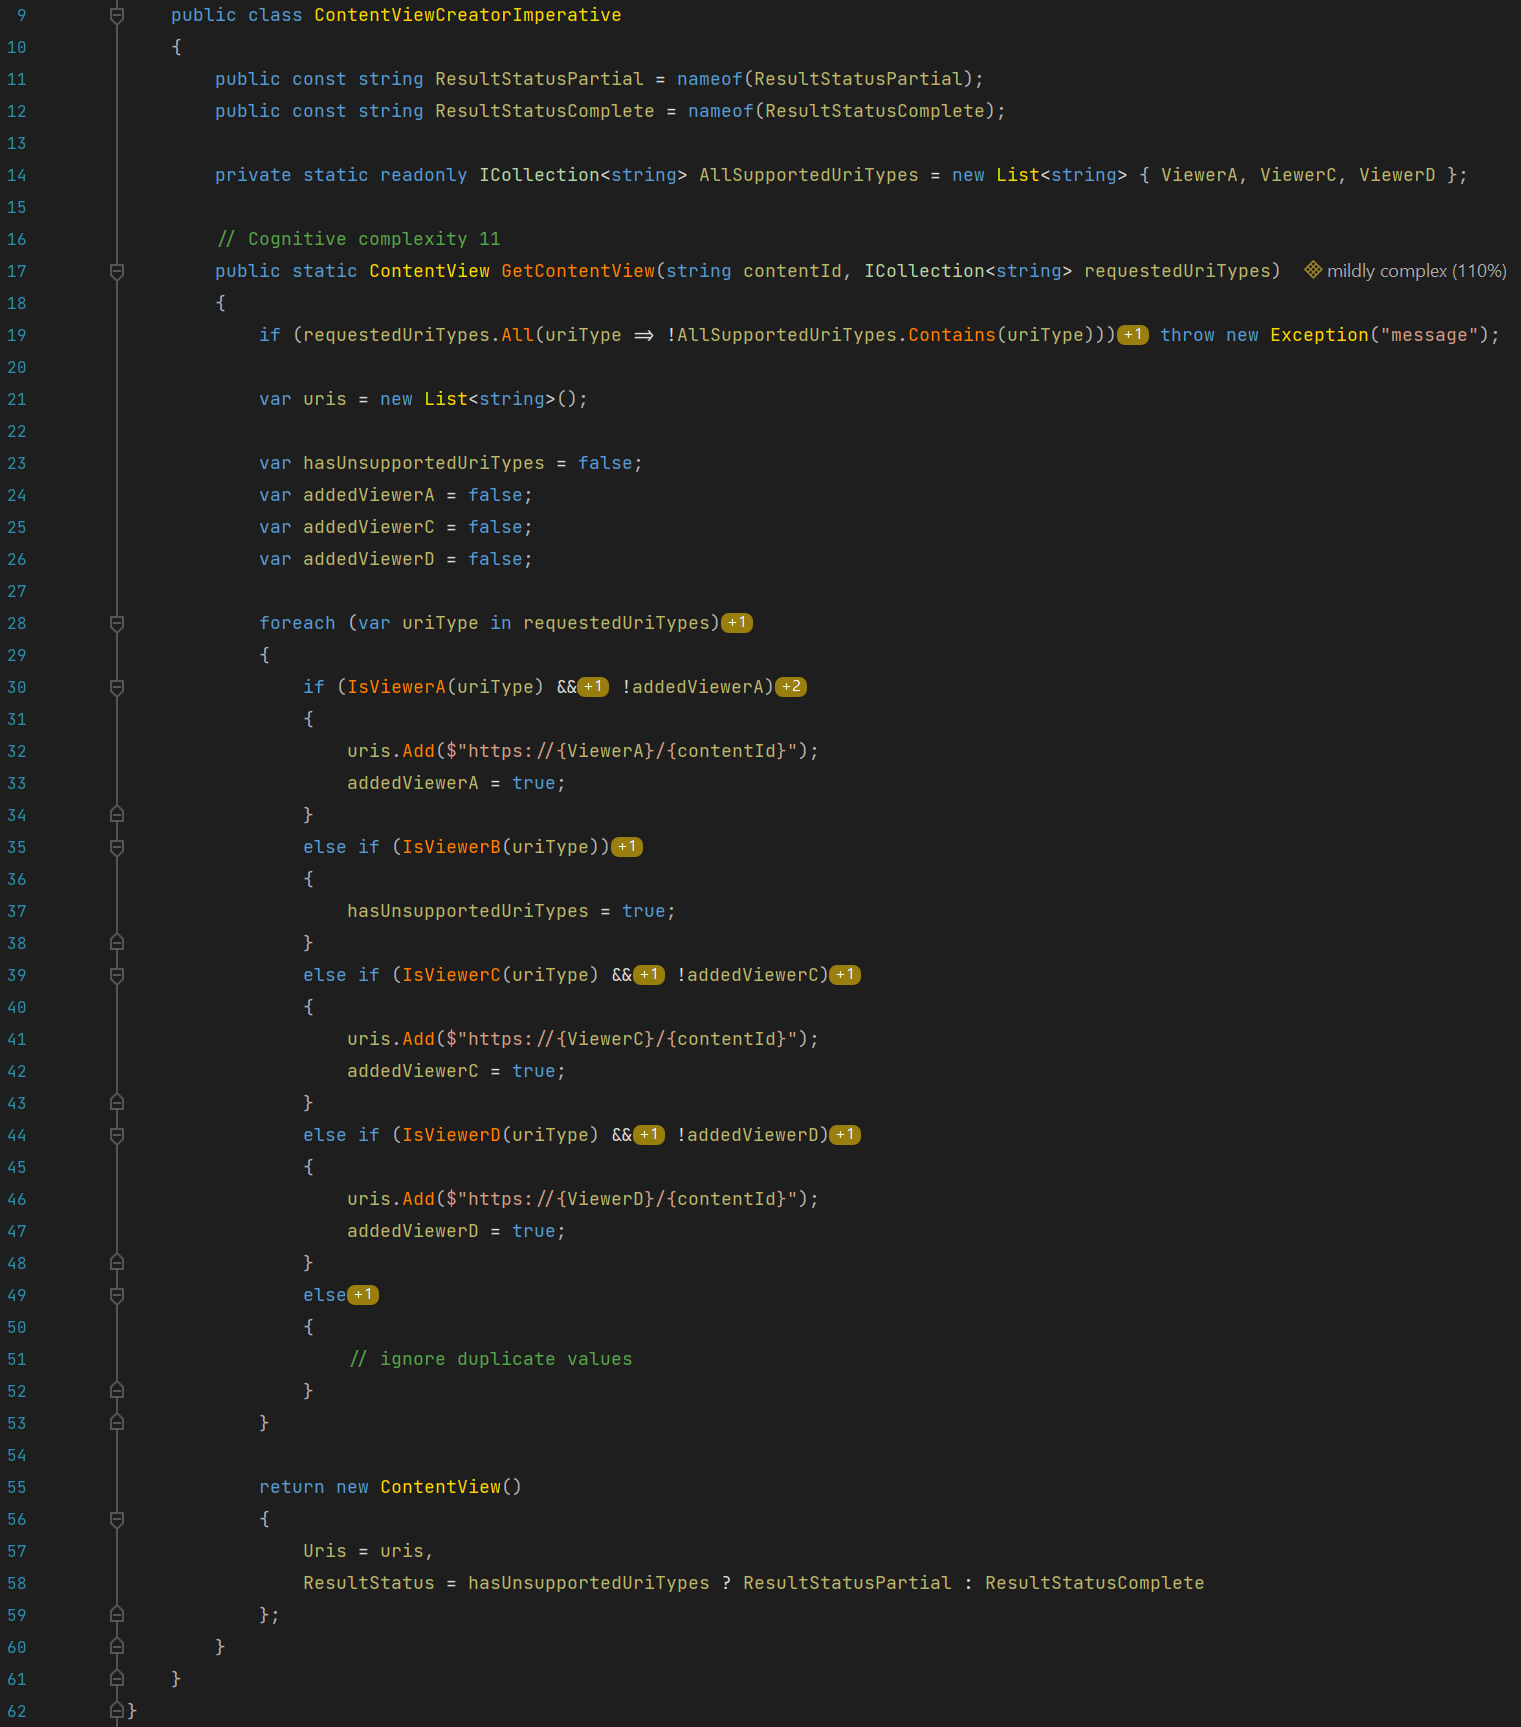 9 public class ContentViewCreatorImperative
10 {
11 public const string ResultStatusPartial = nameof(ResultStatusPartial);
12 public const string ResultStatusComplete = nameof(ResultStatusComplete);
13
14 private static readonly ICollection<string> AllSupportedUriTypes = new List<string> { ViewerA, ViewerC, ViewerD };
15
16 // Cognitive complexity 11
17 public static ContentView GetContentView(string contentId, ICollection<string> requestedUriTypes) mildly complex (110%)
18 {
19 if (requestedUriTypes.All(uriType => !AllSupportedUriTypes.Contains(uriType))) +1 throw new Exception("message");
20
21 var uris = new List<string>();
22
23 var hasUnsupportedUriTypes = false;
24 var addedViewerA = false;
25 var addedViewerC = false;
26 var addedViewerD = false;
27
28 foreach (var uriType in requestedUriTypes) +1
29 {
30 if (IsViewerA(uriType) && +1 !addedViewerA) +2
31 {
32 uris.Add($"https://{ViewerA}/{contentId}");
33 addedViewerA = true;
34 }
35 else if (IsViewerB(uriType)) +1
36 {
37 hasUnsupportedUriTypes = true;
38 }
39 else if (IsViewerC(uriType) && +1 !addedViewerC) +1
40 {
41 uris.Add($"https://{ViewerC}/{contentId}");
42 addedViewerC = true;
43 }
44 else if (IsViewerD(uriType) && +1 !addedViewerD) +1
45 {
46 uris.Add($"https://{ViewerD}/{contentId}");
47 addedViewerD = true;
48 }
49 else +1
50 {
51 // ignore duplicate values
52 }
53 }
54
55 return new ContentView()
56 {
57 Uris = uris,
58 ResultStatus = hasUnsupportedUriTypes ? ResultStatusPartial : ResultStatusComplete
59 };
60 }
61 }
62 }